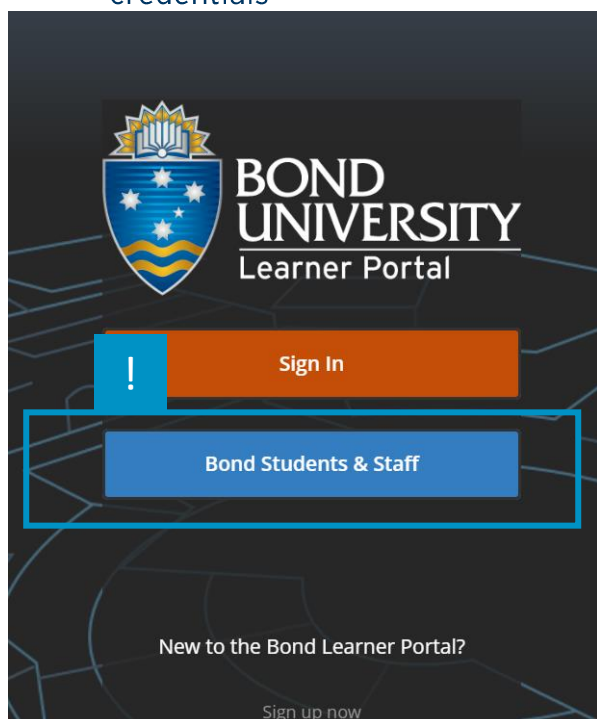 credentials
BOND
UNIVERSITY
Learner Portal
Sign In
!
Bond Students & Staff
New to the Bond Learner Portal?
Sign up now